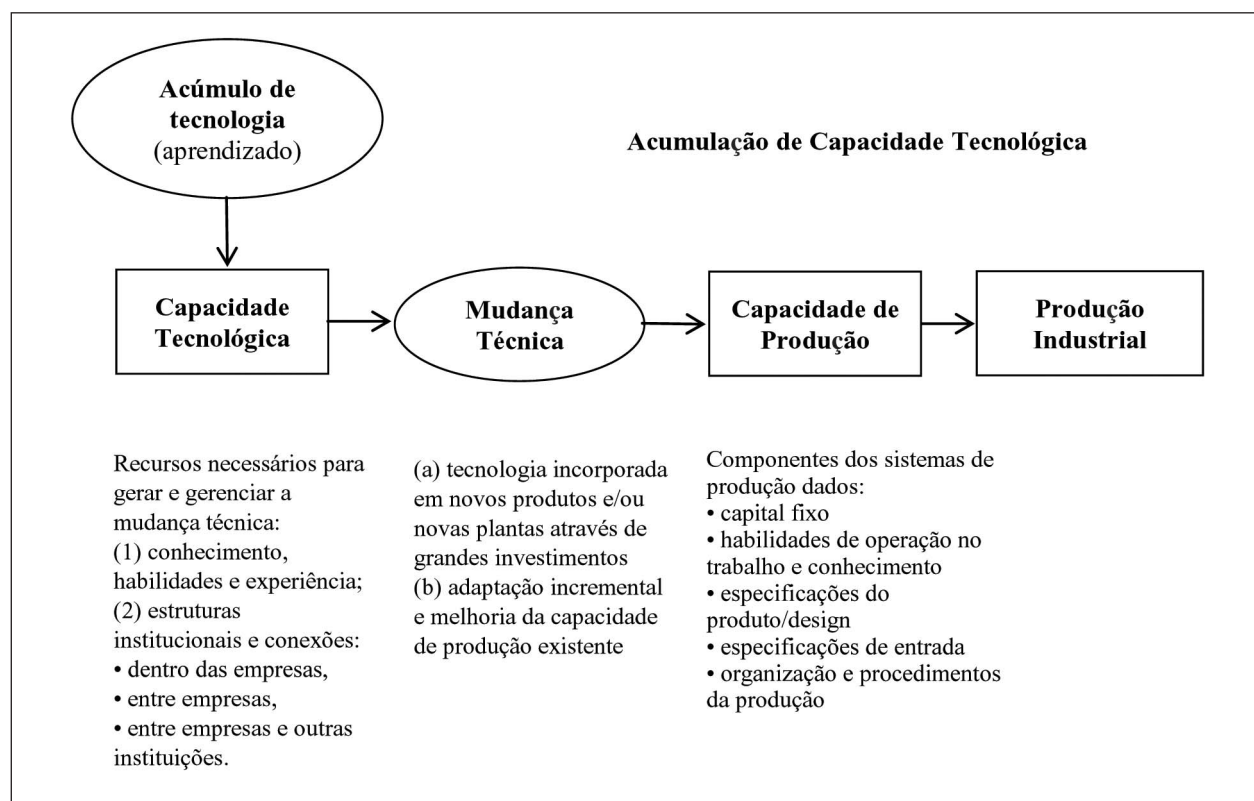 Acúmulo de
tecnologia
(aprendizado)
Acumulação de Capacidade Tecnológica
Capacidade
Tecnológica
Mudança
Técnica
Capacidade de
Produção
Produção
Industrial
Recursos necessários para
gerar e gerenciar a
mudança técnica:
(1) conhecimento,
habilidades e experiência;
(2) estruturas
institucionais e conexões:
• dentro das empresas,
• entre empresas,
• entre empresas e outras
instituições.
(a) tecnologia incorporada
em novos produtos e/ou
novas plantas através de
grandes investimentos
(b) adaptação incremental
e melhoria da capacidade
de produção existente
Componentes dos sistemas de
produção dados:
• capital fixo
• habilidades de operação no
trabalho e conhecimento
• especificações do
produto/design
• especificações de entrada
• organização e procedimentos
da produção